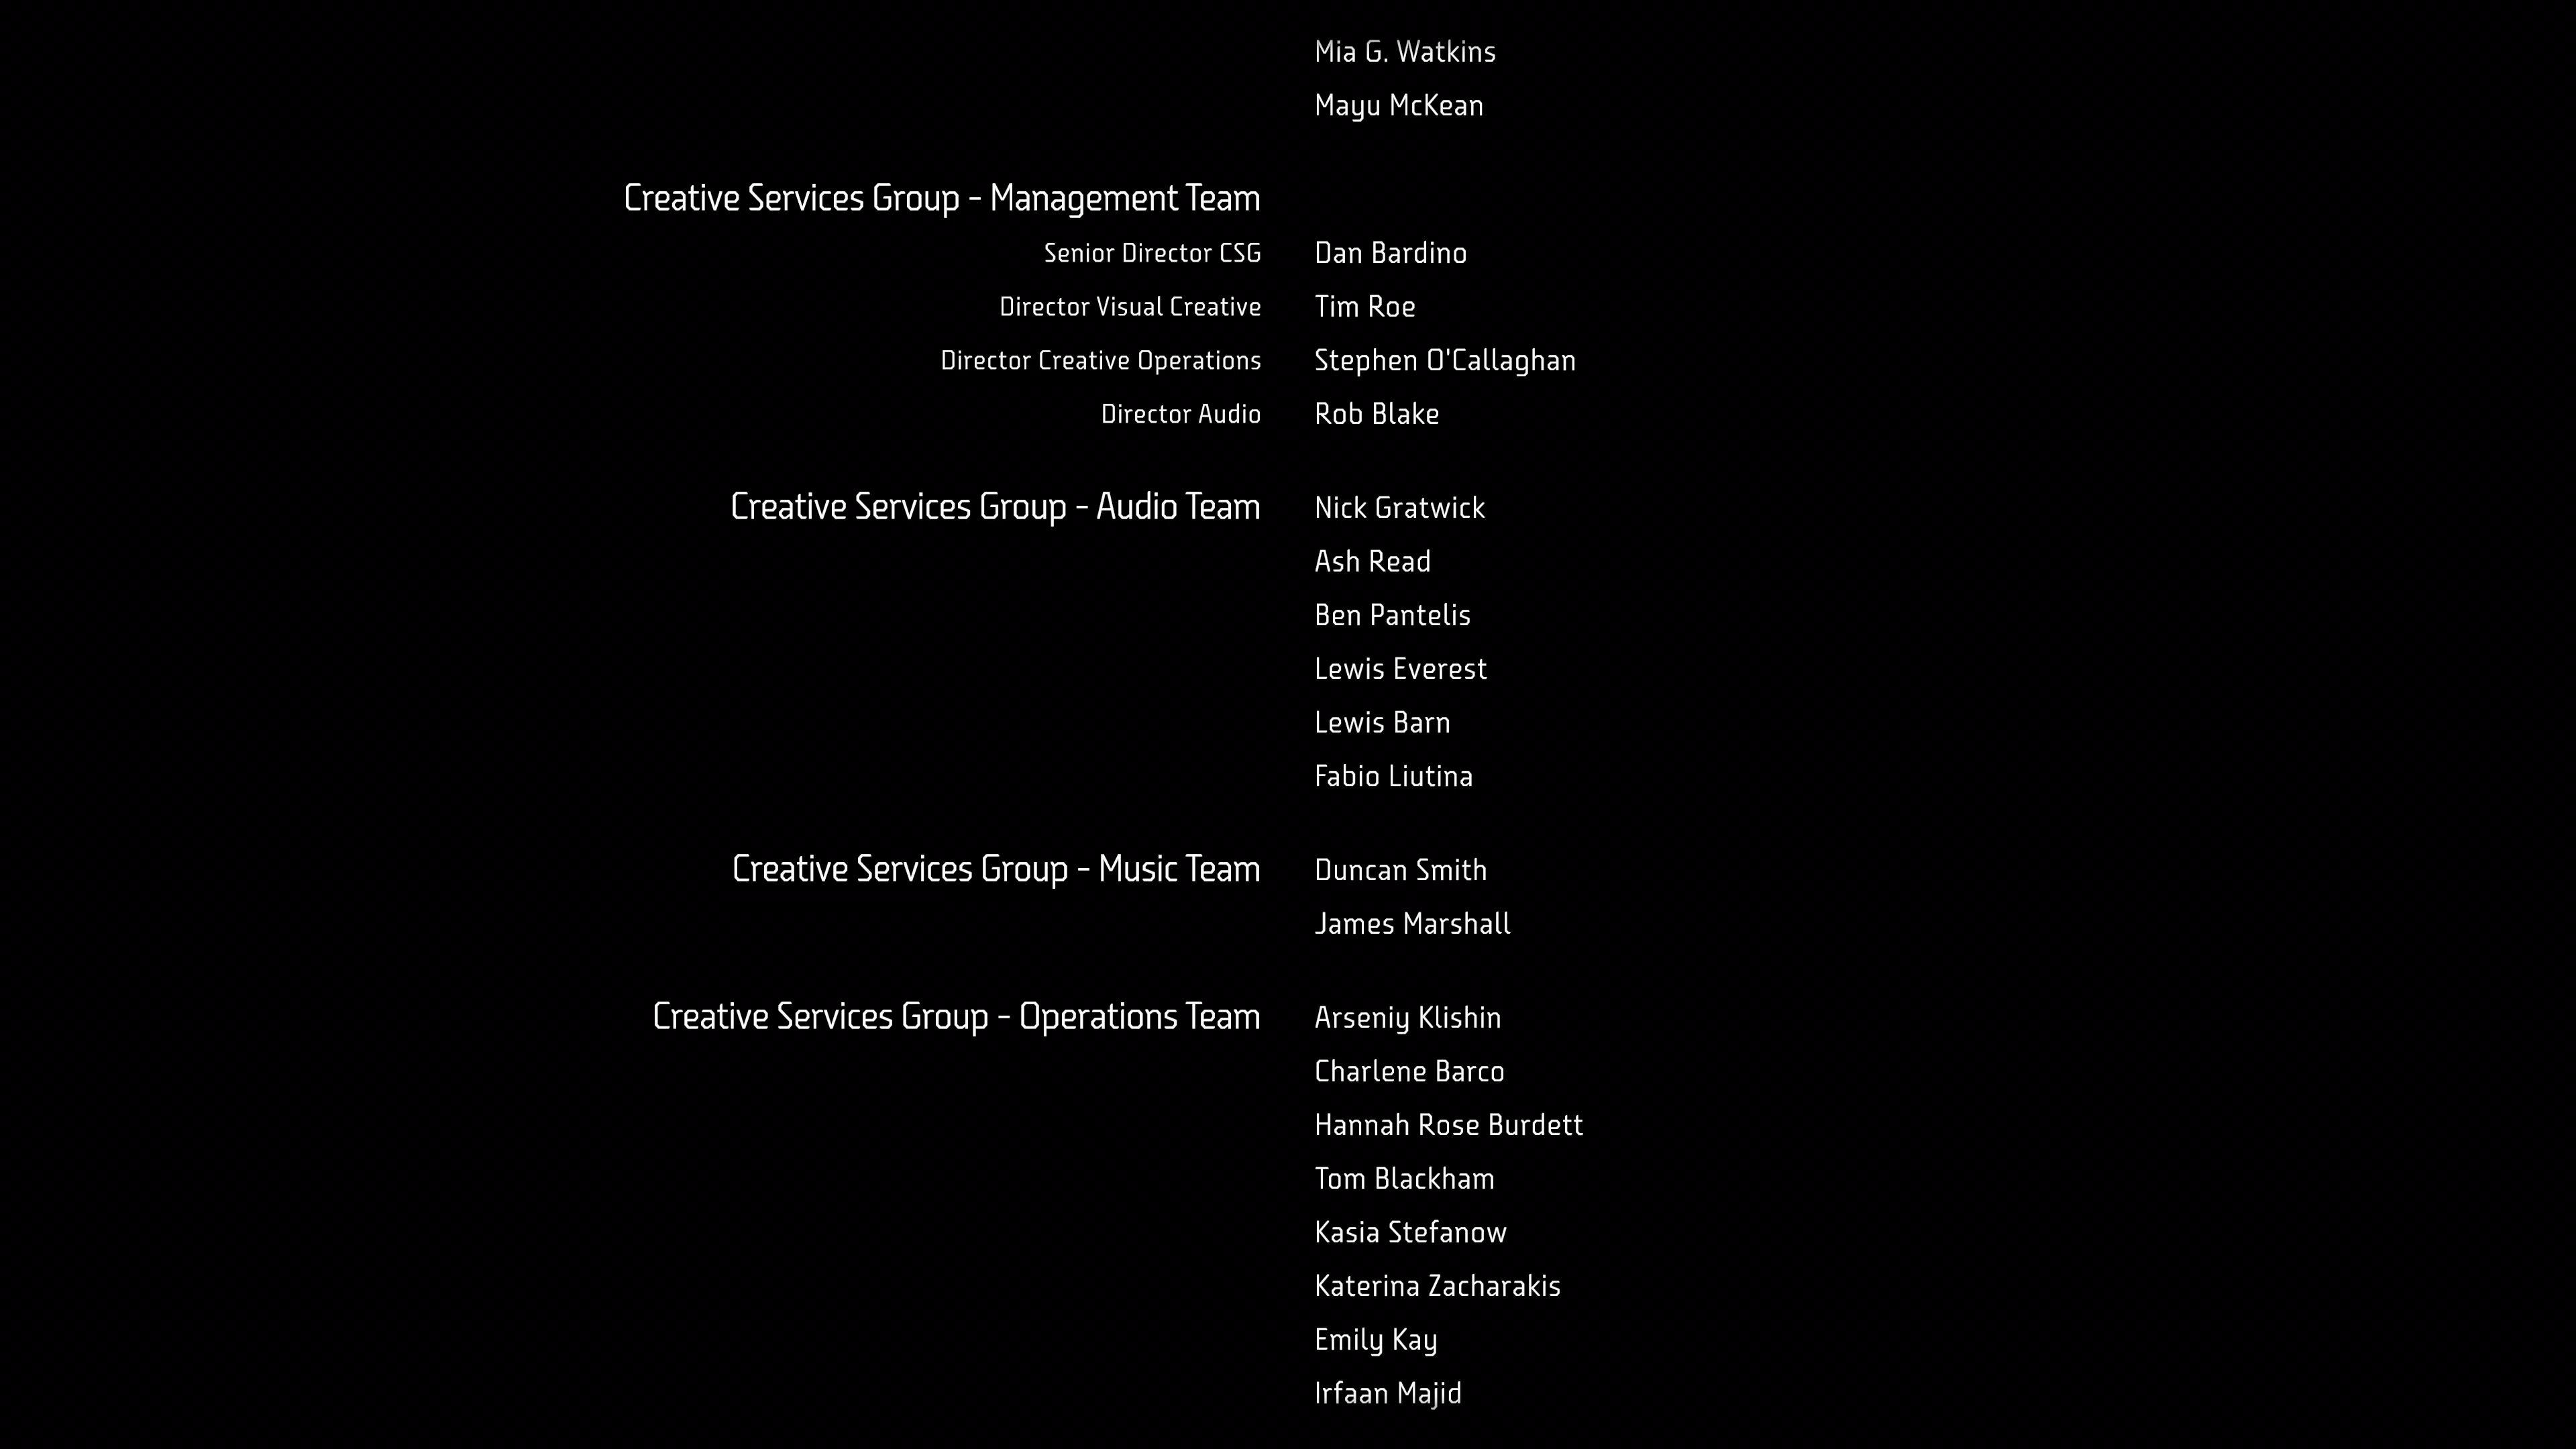 Mia G. Watkins
Mayu McKean
Creative Services Group - Management Team
Senior Director CSG Dan Bardino
Director Visual Creative Tim Roe
Director Creative Operations Stephen O'Callaghan
Director Audio Rob Blake
Creative Services Group - Audio Team Nick Gratwick
Ash Read
Ben Pantelis
Lewis Everest
Lewis Barn
Fabio Liutina
Creative Services Group - Music Team Duncan Smith
James Marshall
Creative Services Group - Operations Team Arseniy Klishin
Charlene Barco
Hannah Rose Burdett
Tom Blackham
Kasia Stefanow
Katerina Zacharakis
Emily Kay
Irfaan Majid